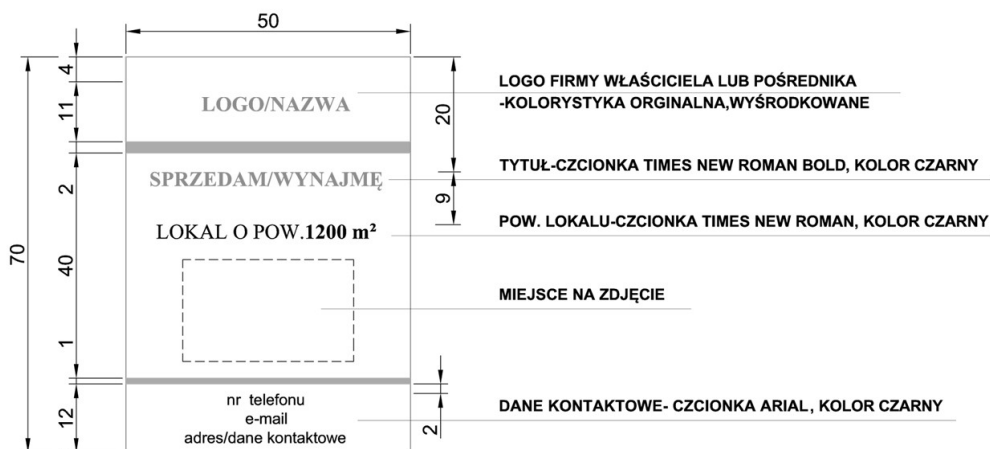 50
4
11
2
40
1
12
70
20
9
2
LOGO/NAZWA
SPRZEDAM/WYNAJMĘ
LOKAL O POW.1200 m²
nr telefonu
e-mail
adres/dane kontaktowe
LOGO FIRMY WŁAŚCICIELA LUB POŚREDNIKA
-KOLORYSTYKA ORGINALNA,WYŚRODKOWANE
TYTUŁ-CZCIONKA TIMES NEW ROMAN BOLD, KOLOR CZARNY
POW. LOKALU-CZCIONKA TIMES NEW ROMAN, KOLOR CZARNY
MIEJSCE NA ZDJĘCIE
DANE KONTAKTOWE- CZCIONKA ARIAL, KOLOR CZARNY